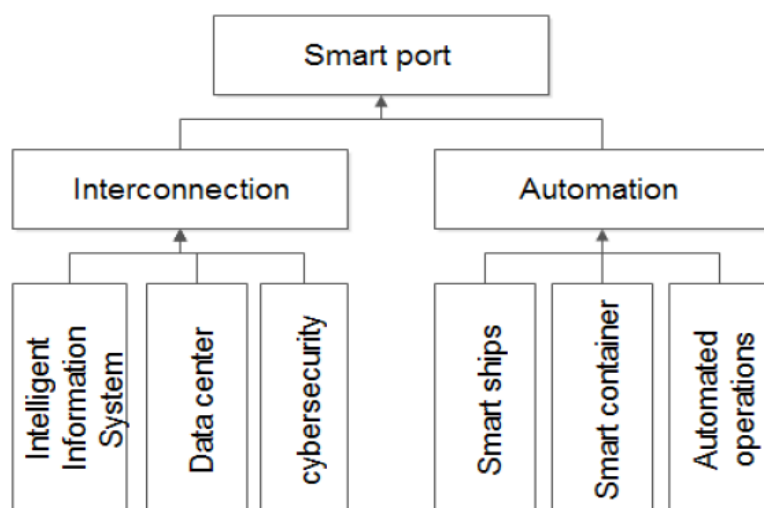 Smart port
Interconnection
Automation
Intelligent
Information
System
Data center
cybersecurity
Smart ships
Smart container
Automated
operations